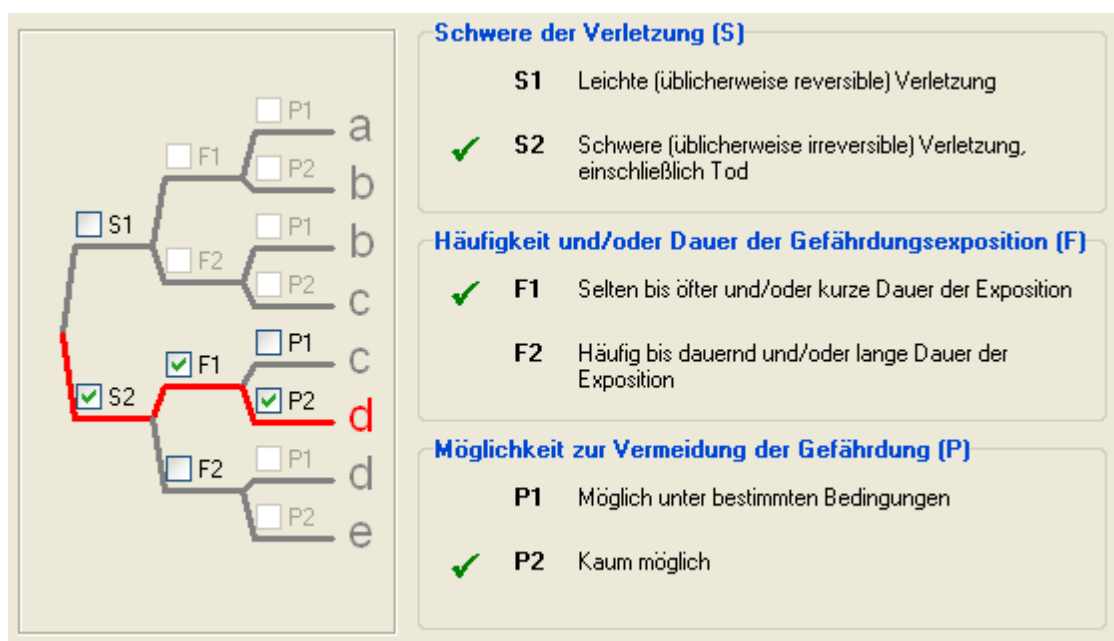 P1
a
F1
P2
b
S1
P1
b
F2
P2
c
P1
c
F1
S2
P2
d
F2
P1
d
P2
e
Schwere der Verletzung (S)
S1 Leichte (üblicherweise reversible) Verletzung
S2 Schwere (üblicherweise irreversible) Verletzung,
einschließlich Tod
Häufigkeit und/oder Dauer der Gefährdungsexposition (F)
F1 Selten bis öfter und/oder kurze Dauer der Exposition
F2 Häufig bis dauernd und/oder lange Dauer der
Exposition
Möglichkeit zur Vermeidung der Gefährdung (P)
P1 Möglich unter bestimmten Bedingungen
P2 Kaum möglich